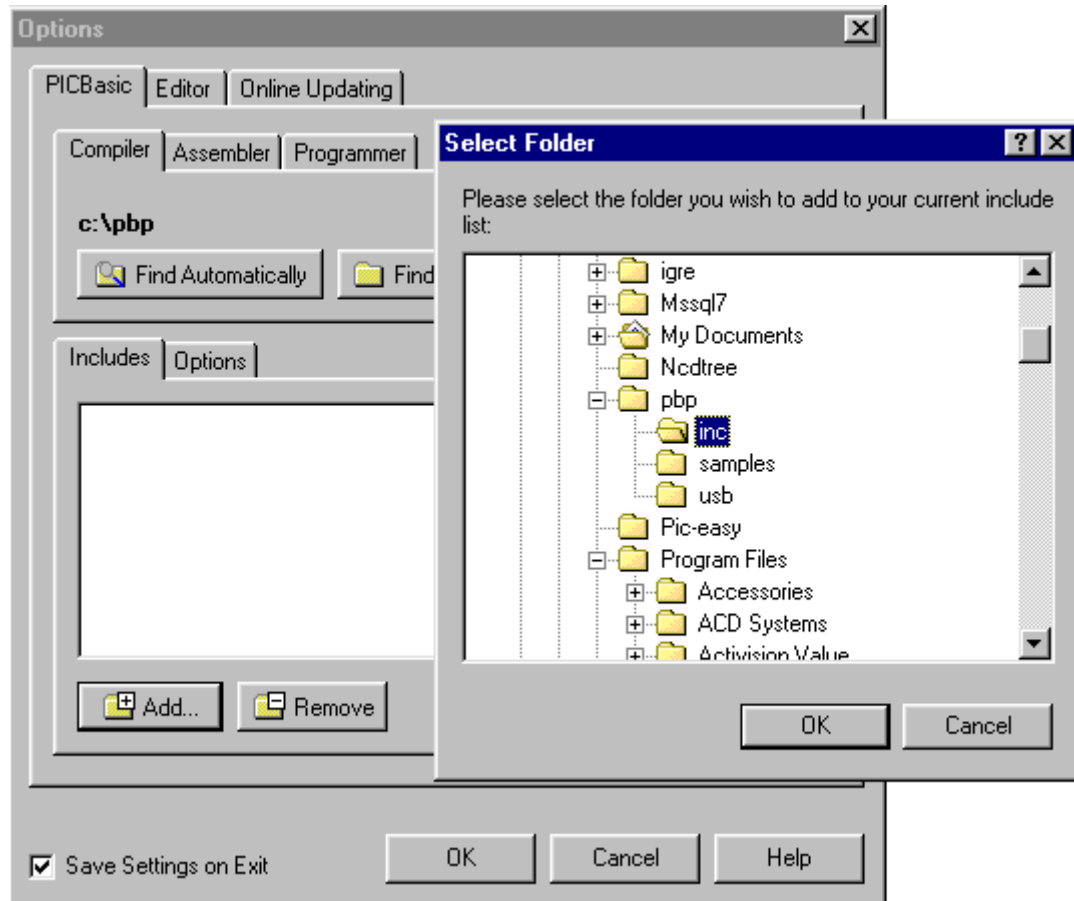 Options
PICBasic Editor Online Updating
Compiler Assembler Programmer
c:\pbp
Find Automatically Find
Includes Options
Add... Remove
Save Settings on Exit OK Cancel Help
Select Folder
Please select the folder you wish to add to your current include
list:
igre
Mssql7
My Documents
Ncdtree
pbp
inc
samples
usb
Pic-easy
Program Files
Accessories
ACD Systems
Activision Value
OK Cancel